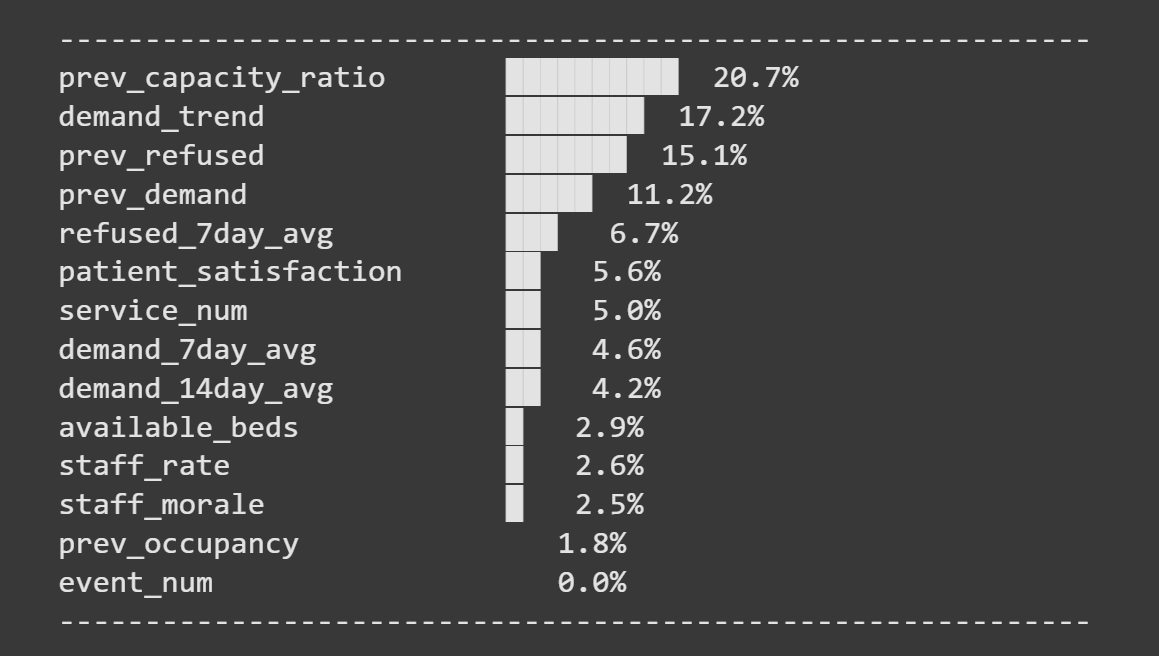 ------------------------------------------------------------
prev_capacity_ratio ██████████ 20.7%
demand_trend ████████ 17.2%
prev_refused ███████ 15.1%
prev_demand █████ 11.2%
refused_7day_avg ███ 6.7%
patient_satisfaction ██ 5.6%
service_num ██ 5.0%
demand_7day_avg ██ 4.6%
demand_14day_avg ██ 4.2%
available_beds █ 2.9%
staff_rate █ 2.6%
staff_morale █ 2.5%
prev_occupancy 1.8%
event_num 0.0%
------------------------------------------------------------